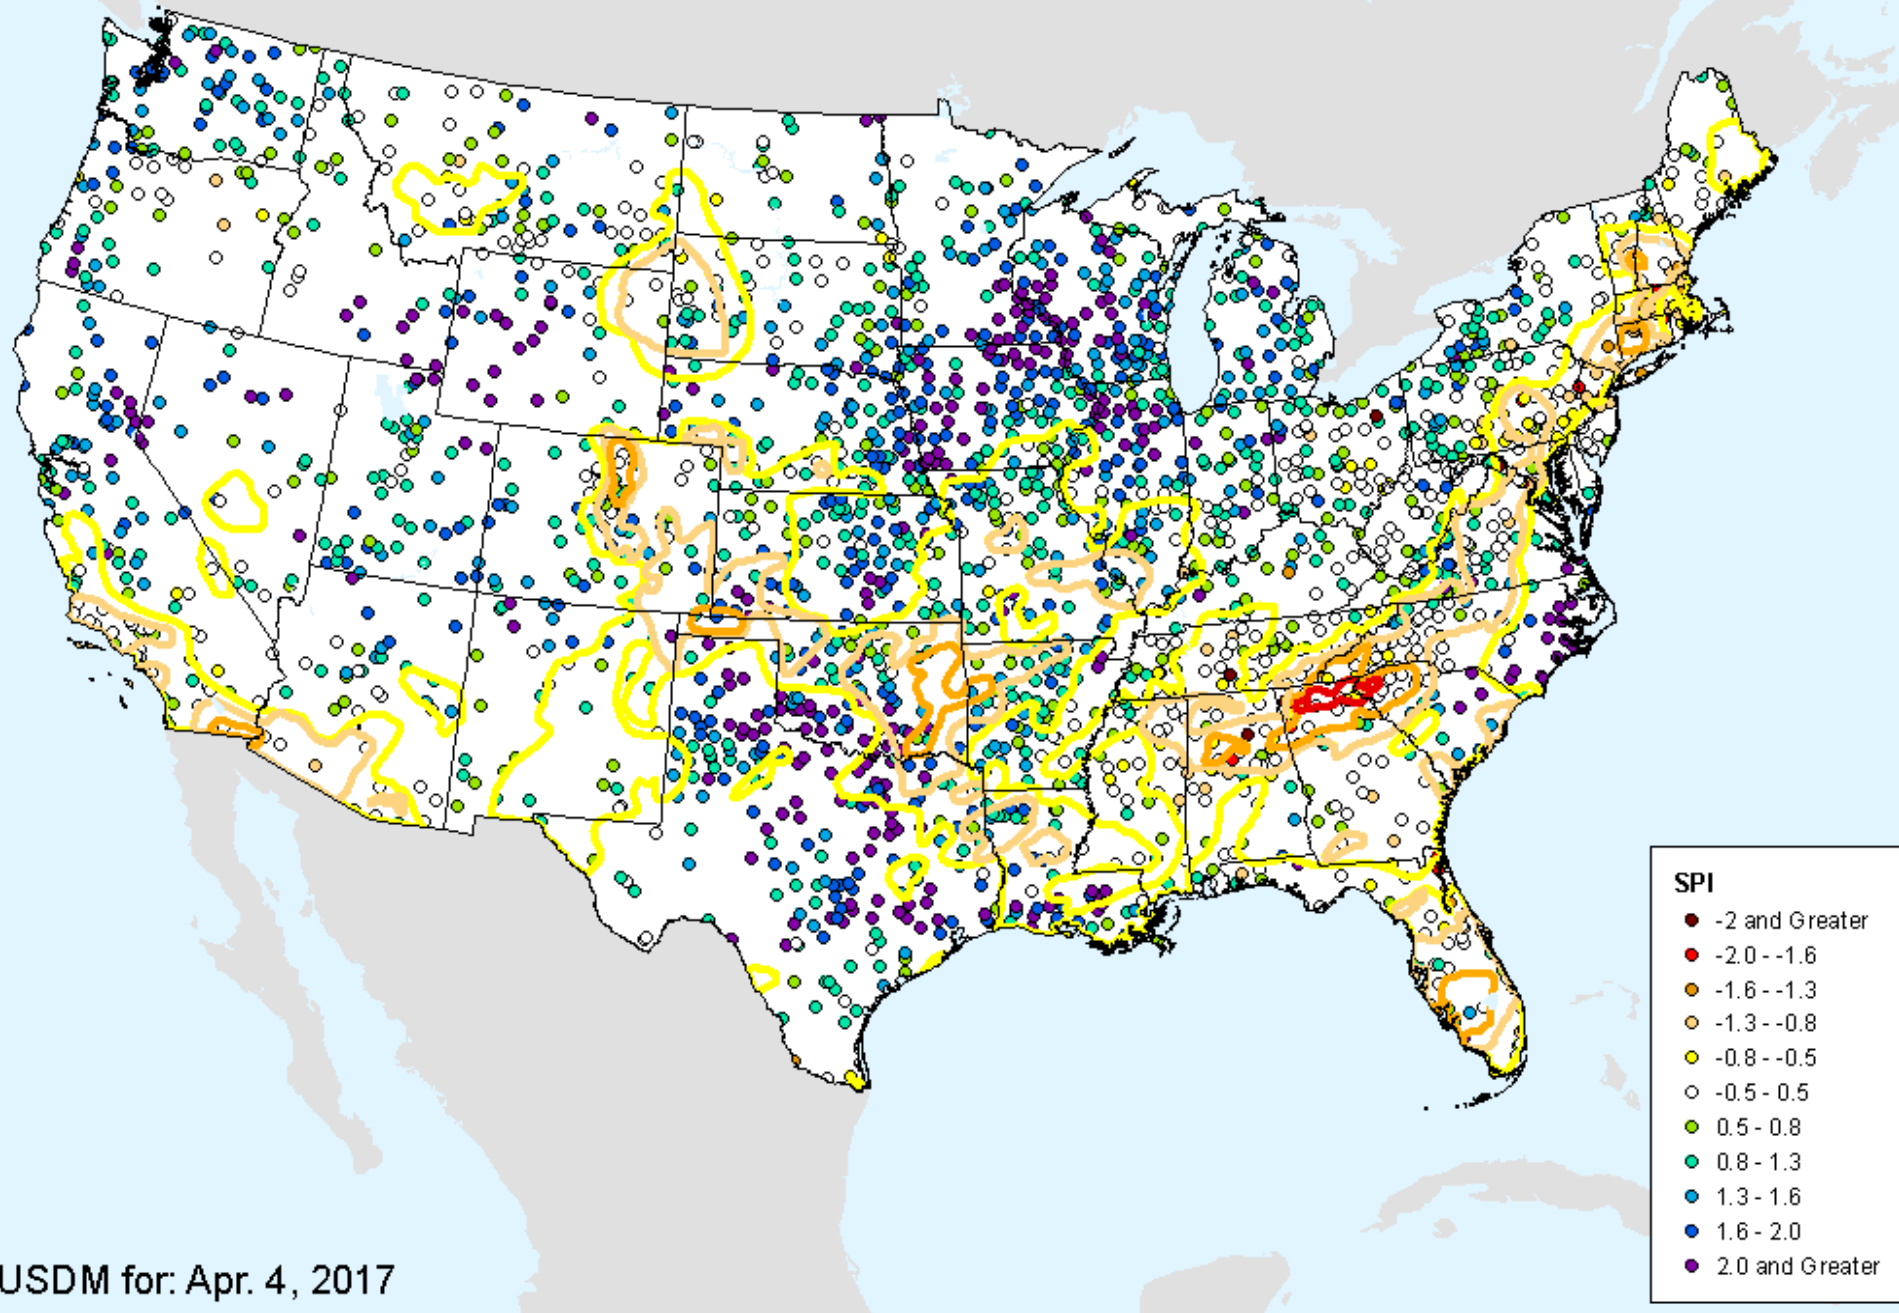 SPI
-2 and Greater
-2.0 - -1.6
-1.6 - -1.3
-1.3 - -0.8
-0.8 - -0.5
-0.5 - 0.5
0.5 - 0.8
0.8 - 1.3
1.3 - 1.6
1.6 - 2.0
2.0 and Greater
USDM for: Apr. 4, 2017